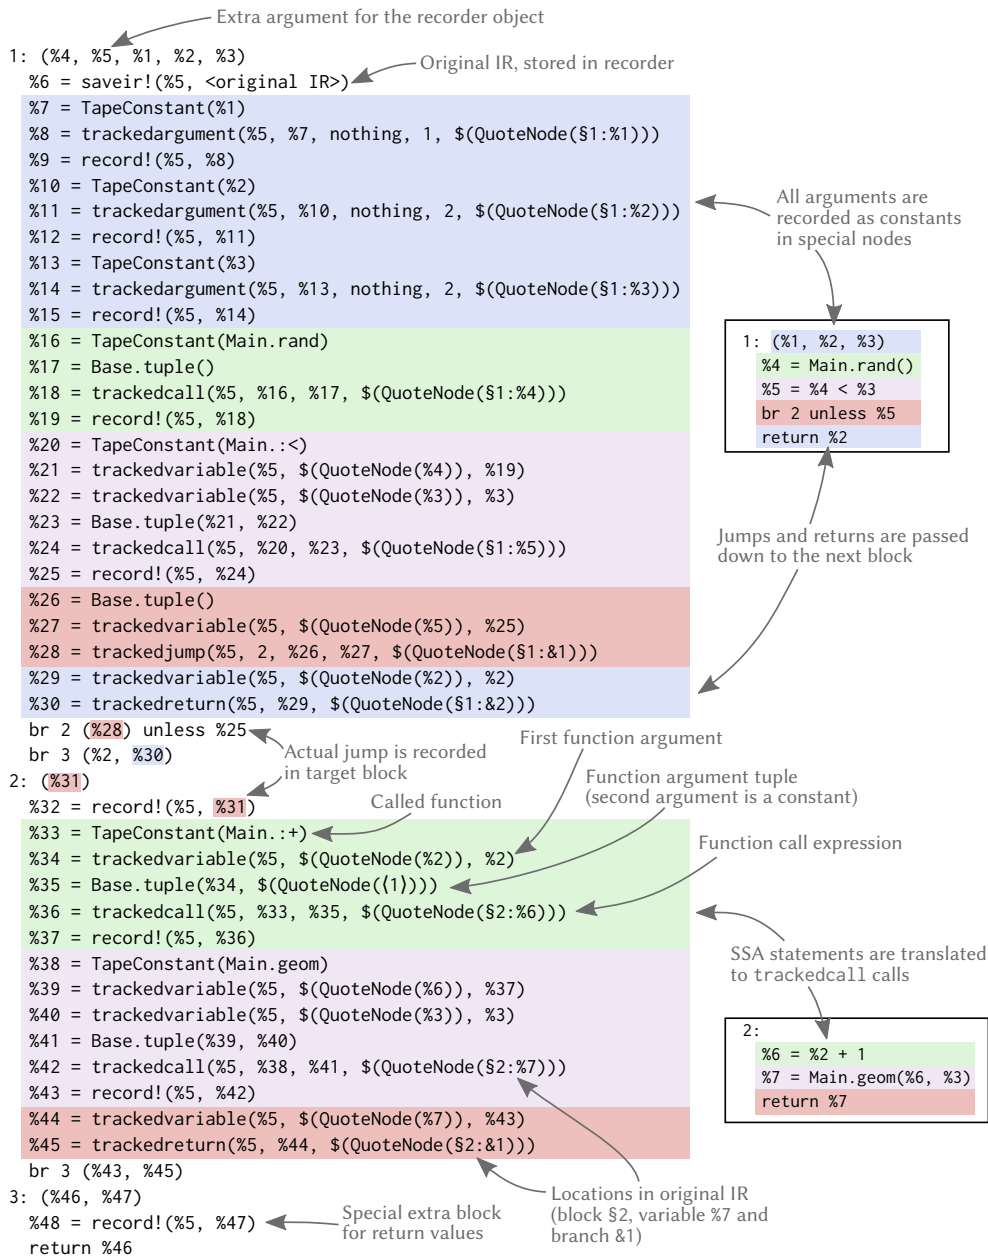 Extra argument for the recorder object
1: (%4, %5, %1, %2, %3)
%6 = saveir!(%5, <original IR>)
Original IR, stored in recorder
%7 = TapeConstant(%1)
%8 = trackedargument(%5, %7, nothing, 1, $(QuoteNode(§1:%1)))
%9 = record!(%5, %8)
%10 = TapeConstant(%2)
%11 = trackedargument(%5, %10, nothing, 2, $(QuoteNode(§1:%2)))
%12 = record!(%5, %11)
%13 = TapeConstant(%3)
%14 = trackedargument(%5, %13, nothing, 2, $(QuoteNode(§1:%3)))
%15 = record!(%5, %14)
%16 = TapeConstant(Main.rand)
%17 = Base.tuple()
%18 = trackedcall(%5, %16, %17, $(QuoteNode(§1:%4)))
%19 = record!(%5, %18)
%20 = TapeConstant(Main.:<)
%21 = trackedvariable(%5, $(QuoteNode(%4)), %19)
%22 = trackedvariable(%5, $(QuoteNode(%3)), %3)
%23 = Base.tuple(%21, %22)
%24 = trackedcall(%5, %20, %23, $(QuoteNode(§1:%5)))
%25 = record!(%5, %24)
%26 = Base.tuple()
%27 = trackedvariable(%5, $(QuoteNode(%5)), %25)
%28 = trackedjump(%5, 2, %26, %27, $(QuoteNode(§1:&1)))
%29 = trackedvariable(%5, $(QuoteNode(%2)), %2)
%30 = trackedreturn(%5, %29, $(QuoteNode(§1:&2)))
br 2 (%28) unless %25
br 3 (%2, %30)
All arguments are
recorded as constants
in special nodes
1: (%1, %2, %3)
%4 = Main.rand()
%5 = %4 < %3
br 2 unless %5
return %2
Jumps and returns are passed
down to the next block
Actual jump is recorded
in target block
2: (%31)
%32 = record!(%5, %31)
%33 = TapeConstant(Main.:+)
%34 = trackedvariable(%5, $(QuoteNode(%2)), %2)
%35 = Base.tuple(%34, $(QuoteNode(⟨1⟩)))
%36 = trackedcall(%5, %33, %35, $(QuoteNode(§2:%6)))
%37 = record!(%5, %36)
%38 = TapeConstant(Main.geom)
%39 = trackedvariable(%5, $(QuoteNode(%6)), %37)
%40 = trackedvariable(%5, $(QuoteNode(%3)), %3)
%41 = Base.tuple(%39, %40)
%42 = trackedcall(%5, %38, %41, $(QuoteNode(§2:%7)))
%43 = record!(%5, %42)
%44 = trackedvariable(%5, $(QuoteNode(%7)), %43)
%45 = trackedreturn(%5, %44, $(QuoteNode(§2:&1)))
br 3 (%43, %45)
First function argument
Function argument tuple
(second argument is a constant)
Called function
Function call expression
SSA statements are translated
to trackedcall calls
2:
%6 = %2 + 1
%7 = Main.geom(%6, %3)
return %7
3: (%46, %47)
%48 = record!(%5, %47)
return %46
Special extra block
for return values
Locations in original IR
(block §2, variable %7 and
branch &1)